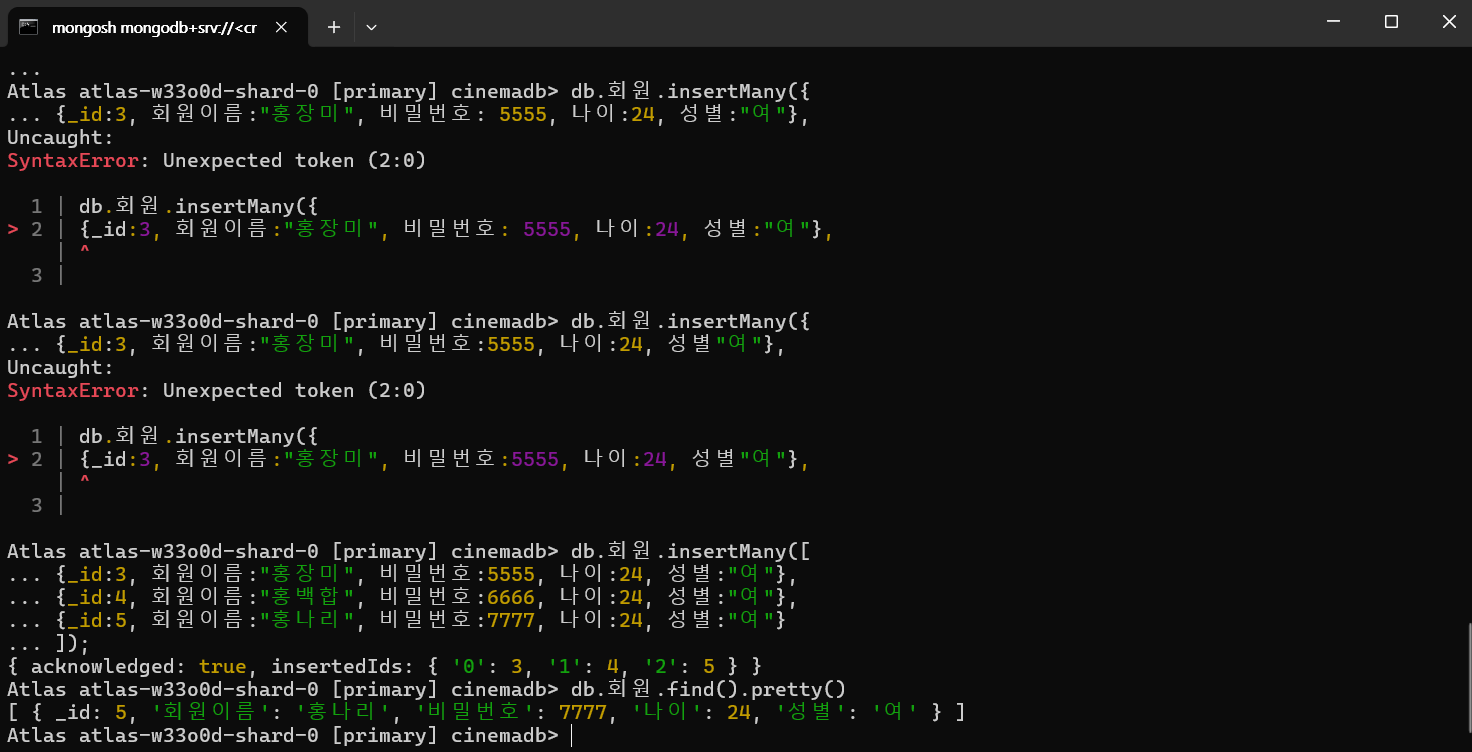 mongosh mongodb+srv://<cr
...
Atlas atlas-w33o0d-shard-0 [primary] cinemadb> db.회원.insertMany({
... {_id:3, 회원이름:"홍장미", 비밀번호: 5555, 나이:24, 성별:"여"},
Uncaught:
SyntaxError: Unexpected token (2:0)
1 | db.회원.insertMany({
> 2 | {_id:3, 회원이름:"홍장미", 비밀번호: 5555, 나이:24, 성별:"여"},
| ^
3 |
Atlas atlas-w33o0d-shard-0 [primary] cinemadb> db.회원.insertMany({
... {_id:3, 회원이름:"홍장미", 비밀번호:5555, 나이:24, 성별"여"},
Uncaught:
SyntaxError: Unexpected token (2:0)
1 | db.회원.insertMany({
> 2 | {_id:3, 회원이름:"홍장미", 비밀번호:5555, 나이:24, 성별"여"},
| ^
3 |
Atlas atlas-w33o0d-shard-0 [primary] cinemadb> db.회원.insertMany([
... {_id:3, 회원이름:"홍장미", 비밀번호:5555, 나이:24, 성별:"여"},
... {_id:4, 회원이름:"홍백합", 비밀번호:6666, 나이:24, 성별:"여"},
... {_id:5, 회원이름:"홍나리", 비밀번호:7777, 나이:24, 성별:"여"}
... ]);
{ acknowledged: true, insertedIds: { '0': 3, '1': 4, '2': 5 } }
Atlas atlas-w33o0d-shard-0 [primary] cinemadb> db.회원.find().pretty()
[ { _id: 5, '회원이름': '홍나리', '비밀번호': 7777, '나이': 24, '성별': '여' } ]
Atlas atlas-w33o0d-shard-0 [primary] cinemadb>